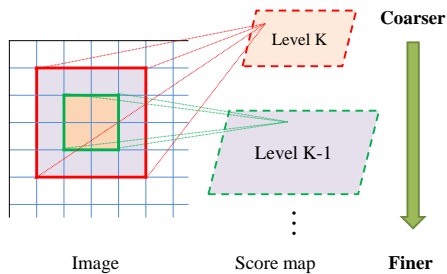 Coarser
Level K
Level K-1
⋮
Image
Score map
Finer